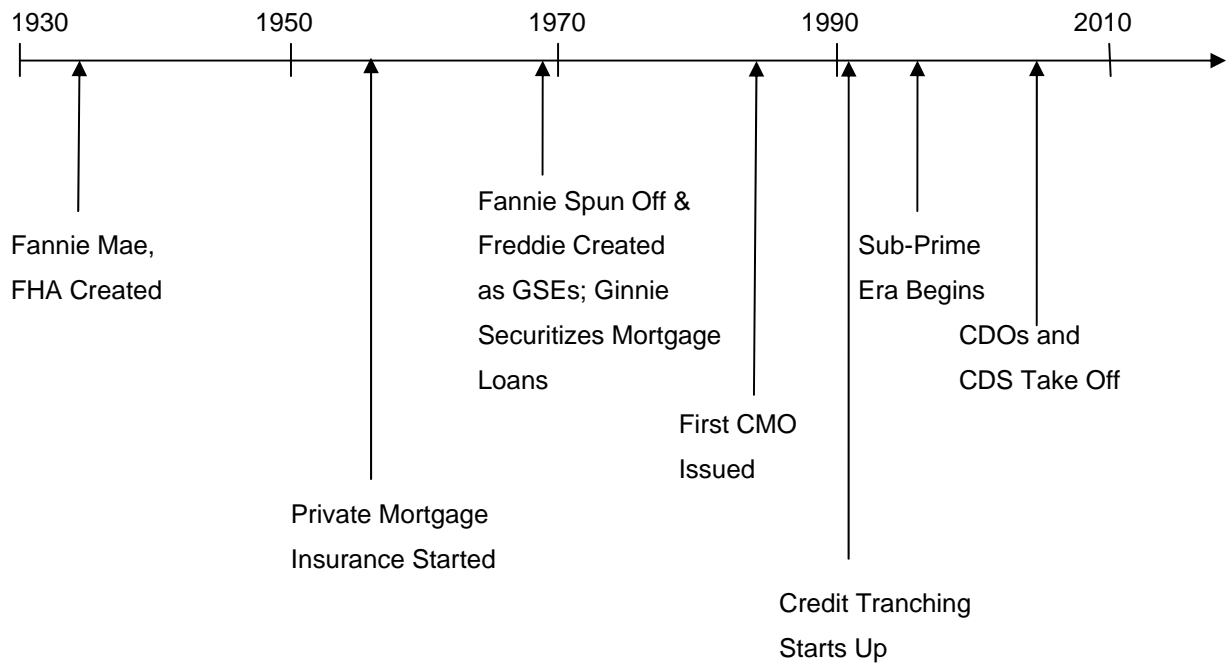 1930 1950 1970 1990 2010
Fannie Mae,
FHA Created
Private Mortgage
Insurance Started
Fannie Spun Off &
Freddie Created
as GSEs; Ginnie
Securitizes Mortgage
Loans
First CMO
Issued
Credit Tranching
Starts Up
Sub-Prime
Era Begins
CDOs and
CDS Take Off